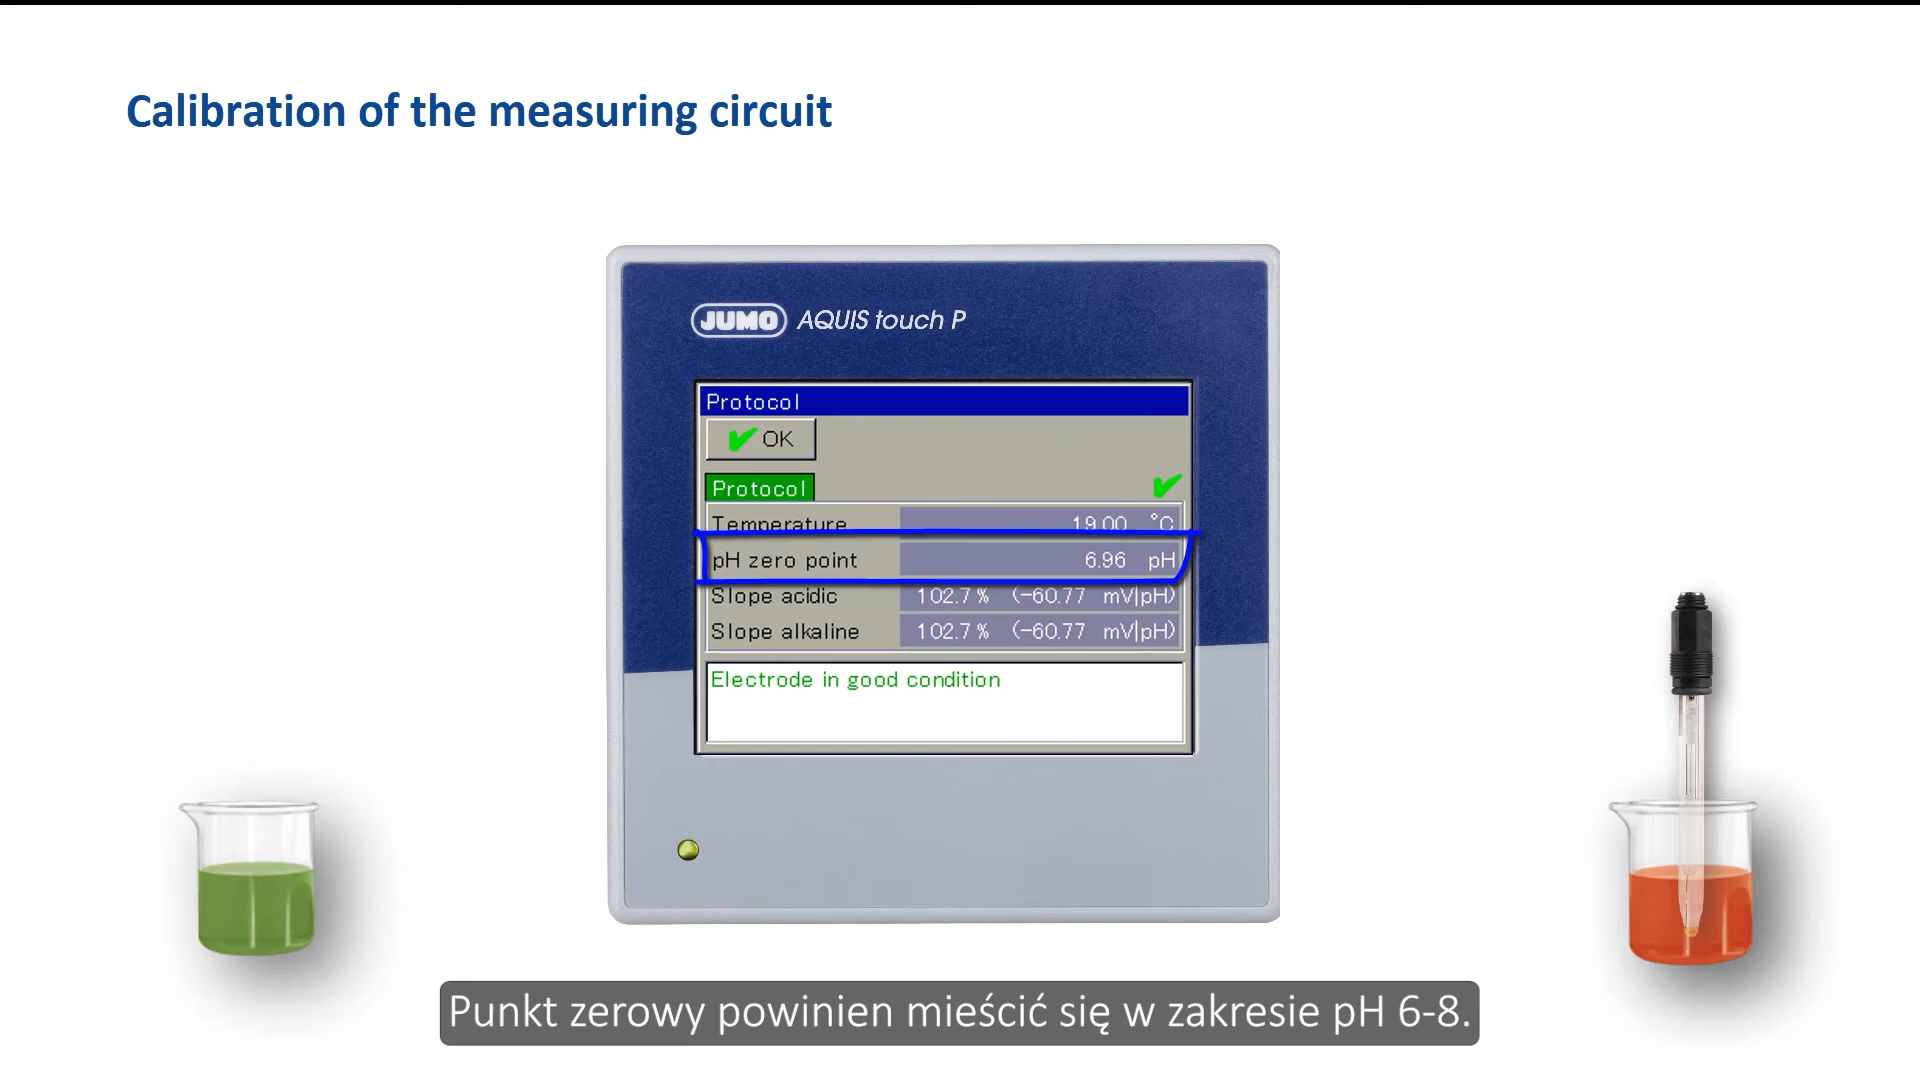 Calibration of the measuring circuit
JUMO AQUIS touch P
Protocol
OK
Protocol
Temperature 19.00 °C
pH zero point 6.96 pH
Slope acidic 102.7 % (-60.77 mV|pH)
Slope alkaline 102.7 % (-60.77 mV|pH)
Electrode in good condition
Punkt zerowy powinien mieścić się w zakresie pH 6-8.